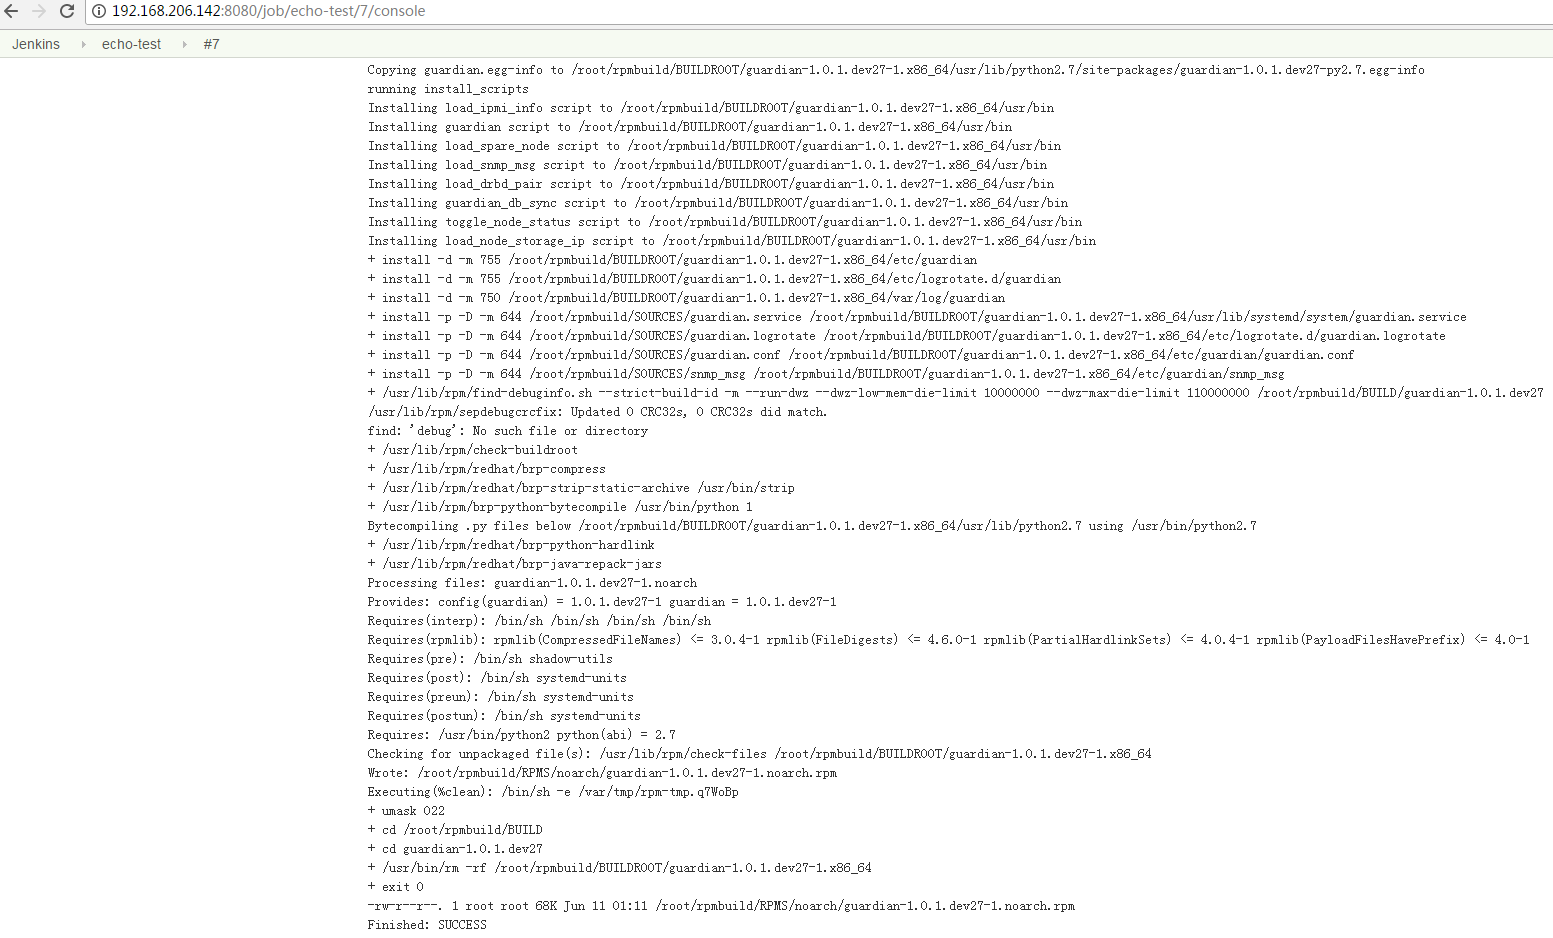 192.168.206.142:8080/job/echo-test/7/console
Jenkins echo-test #7
Copying guardian.egg-info to /root/rpmbuild/BUILDROOT/guardian-1.0.1.dev27-1.x86_64/usr/lib/python2.7/site-packages/guardian-1.0.1.dev27-py2.7.egg-info
running install_scripts
Installing load_ipmi_info script to /root/rpmbuild/BUILDROOT/guardian-1.0.1.dev27-1.x86_64/usr/bin
Installing guardian script to /root/rpmbuild/BUILDROOT/guardian-1.0.1.dev27-1.x86_64/usr/bin
Installing load_spare_node script to /root/rpmbuild/BUILDROOT/guardian-1.0.1.dev27-1.x86_64/usr/bin
Installing load_snmp_msg script to /root/rpmbuild/BUILDROOT/guardian-1.0.1.dev27-1.x86_64/usr/bin
Installing load_drbd_pair script to /root/rpmbuild/BUILDROOT/guardian-1.0.1.dev27-1.x86_64/usr/bin
Installing guardian_db_sync script to /root/rpmbuild/BUILDROOT/guardian-1.0.1.dev27-1.x86_64/usr/bin
Installing toggle_node_status script to /root/rpmbuild/BUILDROOT/guardian-1.0.1.dev27-1.x86_64/usr/bin
Installing load_node_storage_ip script to /root/rpmbuild/BUILDROOT/guardian-1.0.1.dev27-1.x86_64/usr/bin
+ install -d -m 755 /root/rpmbuild/BUILDROOT/guardian-1.0.1.dev27-1.x86_64/etc/guardian
+ install -d -m 755 /root/rpmbuild/BUILDROOT/guardian-1.0.1.dev27-1.x86_64/etc/logrotate.d/guardian
+ install -d -m 750 /root/rpmbuild/BUILDROOT/guardian-1.0.1.dev27-1.x86_64/var/log/guardian
+ install -p -D -m 644 /root/rpmbuild/SOURCES/guardian.service /root/rpmbuild/BUILDROOT/guardian-1.0.1.dev27-1.x86_64/usr/lib/systemd/system/guardian.service
+ install -p -D -m 644 /root/rpmbuild/SOURCES/guardian.logrotate /root/rpmbuild/BUILDROOT/guardian-1.0.1.dev27-1.x86_64/etc/logrotate.d/guardian.logrotate
+ install -p -D -m 644 /root/rpmbuild/SOURCES/guardian.conf /root/rpmbuild/BUILDROOT/guardian-1.0.1.dev27-1.x86_64/etc/guardian/guardian.conf
+ install -p -D -m 644 /root/rpmbuild/SOURCES/snmp_msg /root/rpmbuild/BUILDROOT/guardian-1.0.1.dev27-1.x86_64/etc/guardian/snmp_msg
+ /usr/lib/rpm/find-debuginfo.sh --strict-build-id -m --run-dwz --dwz-low-mem-die-limit 10000000 --dwz-max-die-limit 110000000 /root/rpmbuild/BUILD/guardian-1.0.1.dev27
/usr/lib/rpm/sepdebugcrcfix: Updated 0 CRC32s, 0 CRC32s did match.
find: 'debug': No such file or directory
+ /usr/lib/rpm/check-buildroot
+ /usr/lib/rpm/redhat/brp-compress
+ /usr/lib/rpm/redhat/brp-strip-static-archive /usr/bin/strip
+ /usr/lib/rpm/brp-python-bytecompile /usr/bin/python 1
Bytecompiling .py files below /root/rpmbuild/BUILDROOT/guardian-1.0.1.dev27-1.x86_64/usr/lib/python2.7 using /usr/bin/python2.7
+ /usr/lib/rpm/redhat/brp-python-hardlink
+ /usr/lib/rpm/redhat/brp-java-repack-jars
Processing files: guardian-1.0.1.dev27-1.noarch
Provides: config(guardian) = 1.0.1.dev27-1 guardian = 1.0.1.dev27-1
Requires(interp): /bin/sh /bin/sh /bin/sh /bin/sh
Requires(rpmlib): rpmlib(CompressedFileNames) <= 3.0.4-1 rpmlib(FileDigests) <= 4.6.0-1 rpmlib(PartialHardlinkSets) <= 4.0.4-1 rpmlib(PayloadFilesHavePrefix) <= 4.0-1
Requires(pre): /bin/sh shadow-utils
Requires(post): /bin/sh systemd-units
Requires(preun): /bin/sh systemd-units
Requires(postun): /bin/sh systemd-units
Requires: /usr/bin/python2 python(abi) = 2.7
Checking for unpackaged file(s): /usr/lib/rpm/check-files /root/rpmbuild/BUILDROOT/guardian-1.0.1.dev27-1.x86_64
Wrote: /root/rpmbuild/RPMS/noarch/guardian-1.0.1.dev27-1.noarch.rpm
Executing(%clean): /bin/sh -e /var/tmp/rpm-tmp.q7WoBp
+ umask 022
+ cd /root/rpmbuild/BUILD
+ cd guardian-1.0.1.dev27
+ /usr/bin/rm -rf /root/rpmbuild/BUILDROOT/guardian-1.0.1.dev27-1.x86_64
+ exit 0
-rw-r--r--. 1 root root 68K Jun 11 01:11 /root/rpmbuild/RPMS/noarch/guardian-1.0.1.dev27-1.noarch.rpm
Finished: SUCCESS